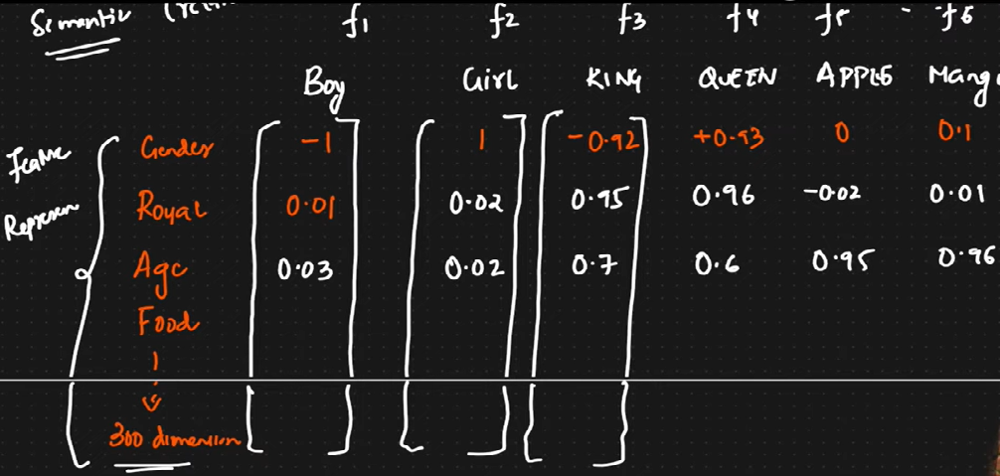 Semantic
f1 f2 f3 f4 f5 - f6
Boy Girl KING QUEEN APPLE Mang
Feature Gender -1 1 -0.92 +0.93 0 0.1
Represen Royal 0.01 0.02 0.95 0.96 -0.02 0.01
Age 0.03 0.02 0.7 0.6 0.95 0.96
Food
300 dimension